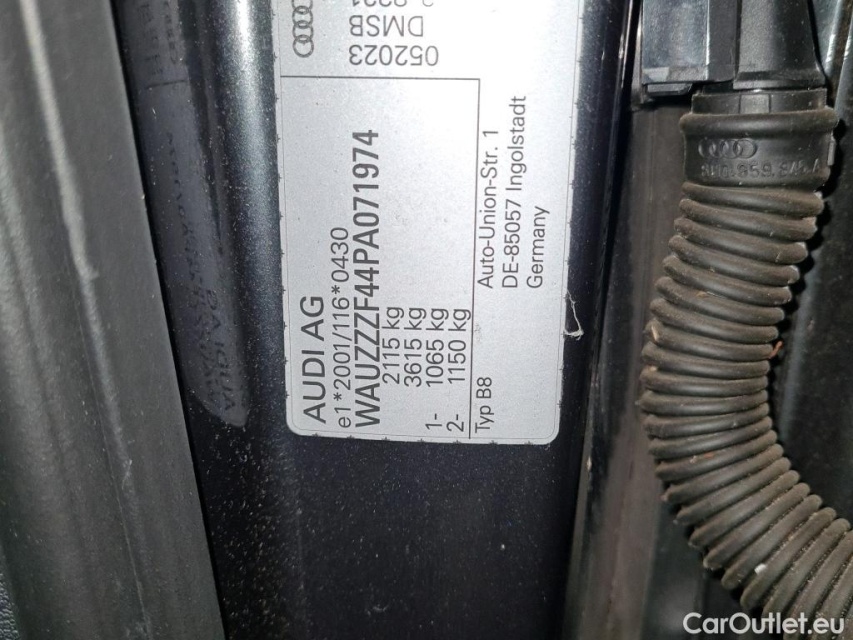 AUDI AG
e1*2001/116*0430
WAUZZZF44PA071974
2115 kg
3615 kg
1- 1065 kg
2- 1150 kg
Typ B8
Auto-Union-Str. 1
DE-85057 Ingolstadt
Germany
052023
DMSB
CarOutlet.eu